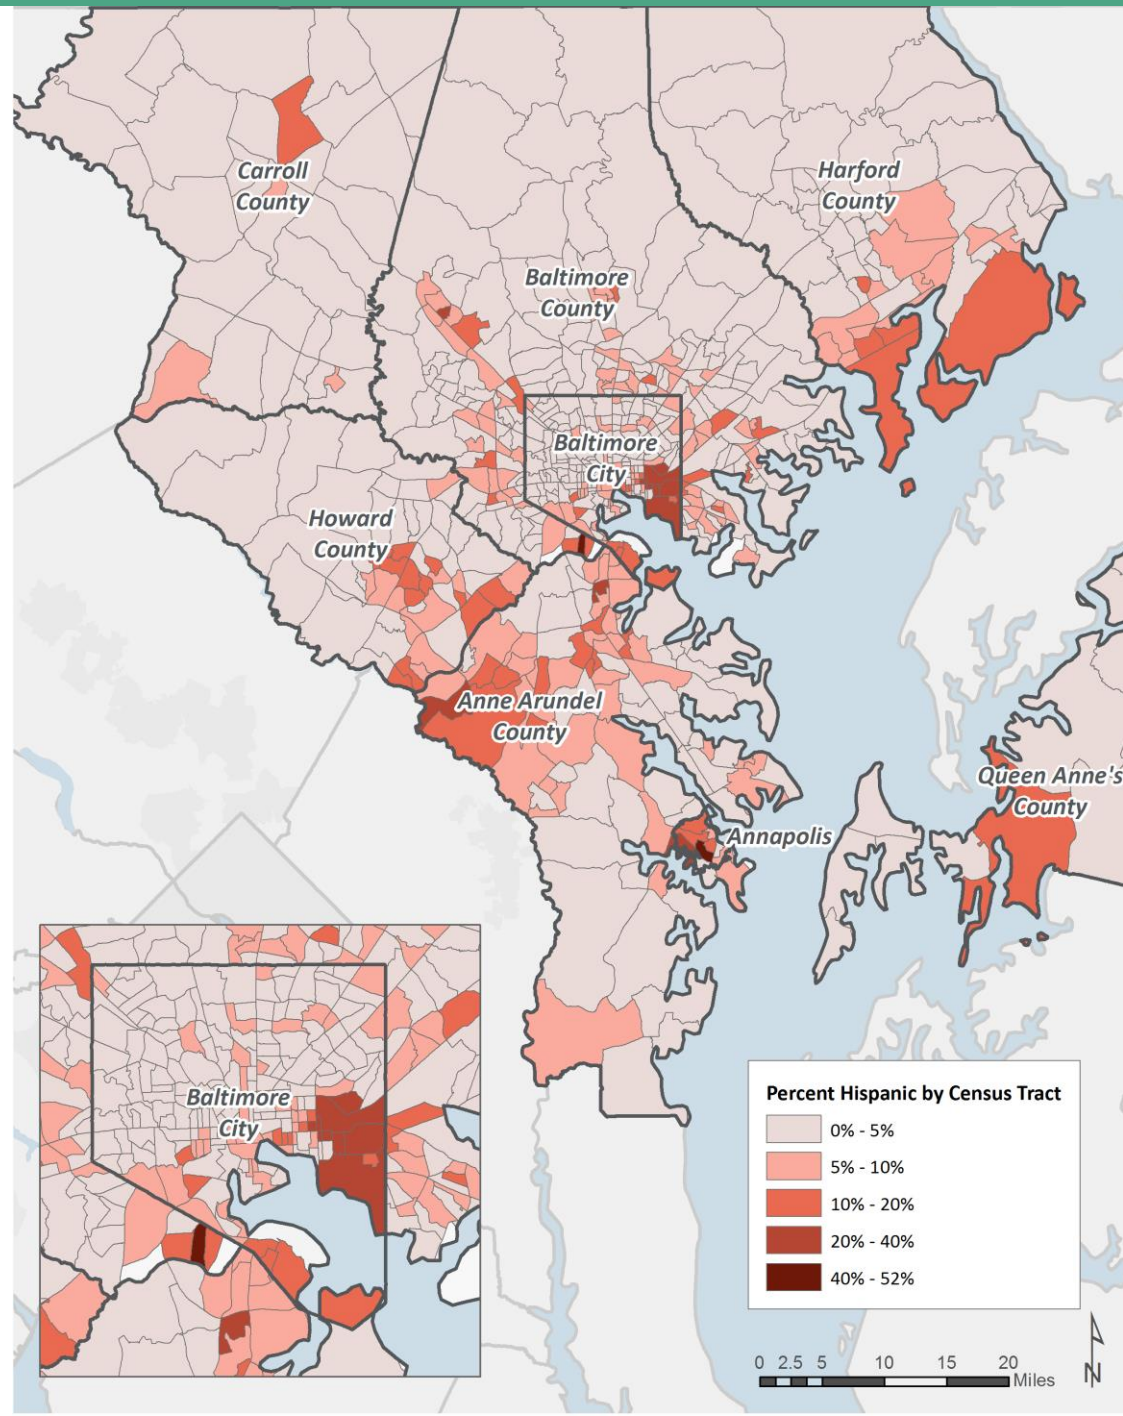 Carroll
County
Harford
County
Baltimore
County
Baltimore
City
Howard
County
Anne Arundel
County
Queen Anne's
County
Annapolis
Baltimore
City
Percent Hispanic by Census Tract
0% - 5%
5% - 10%
10% - 20%
20% - 40%
40% - 52%
0 2.5 5 10 15 20
Miles
N